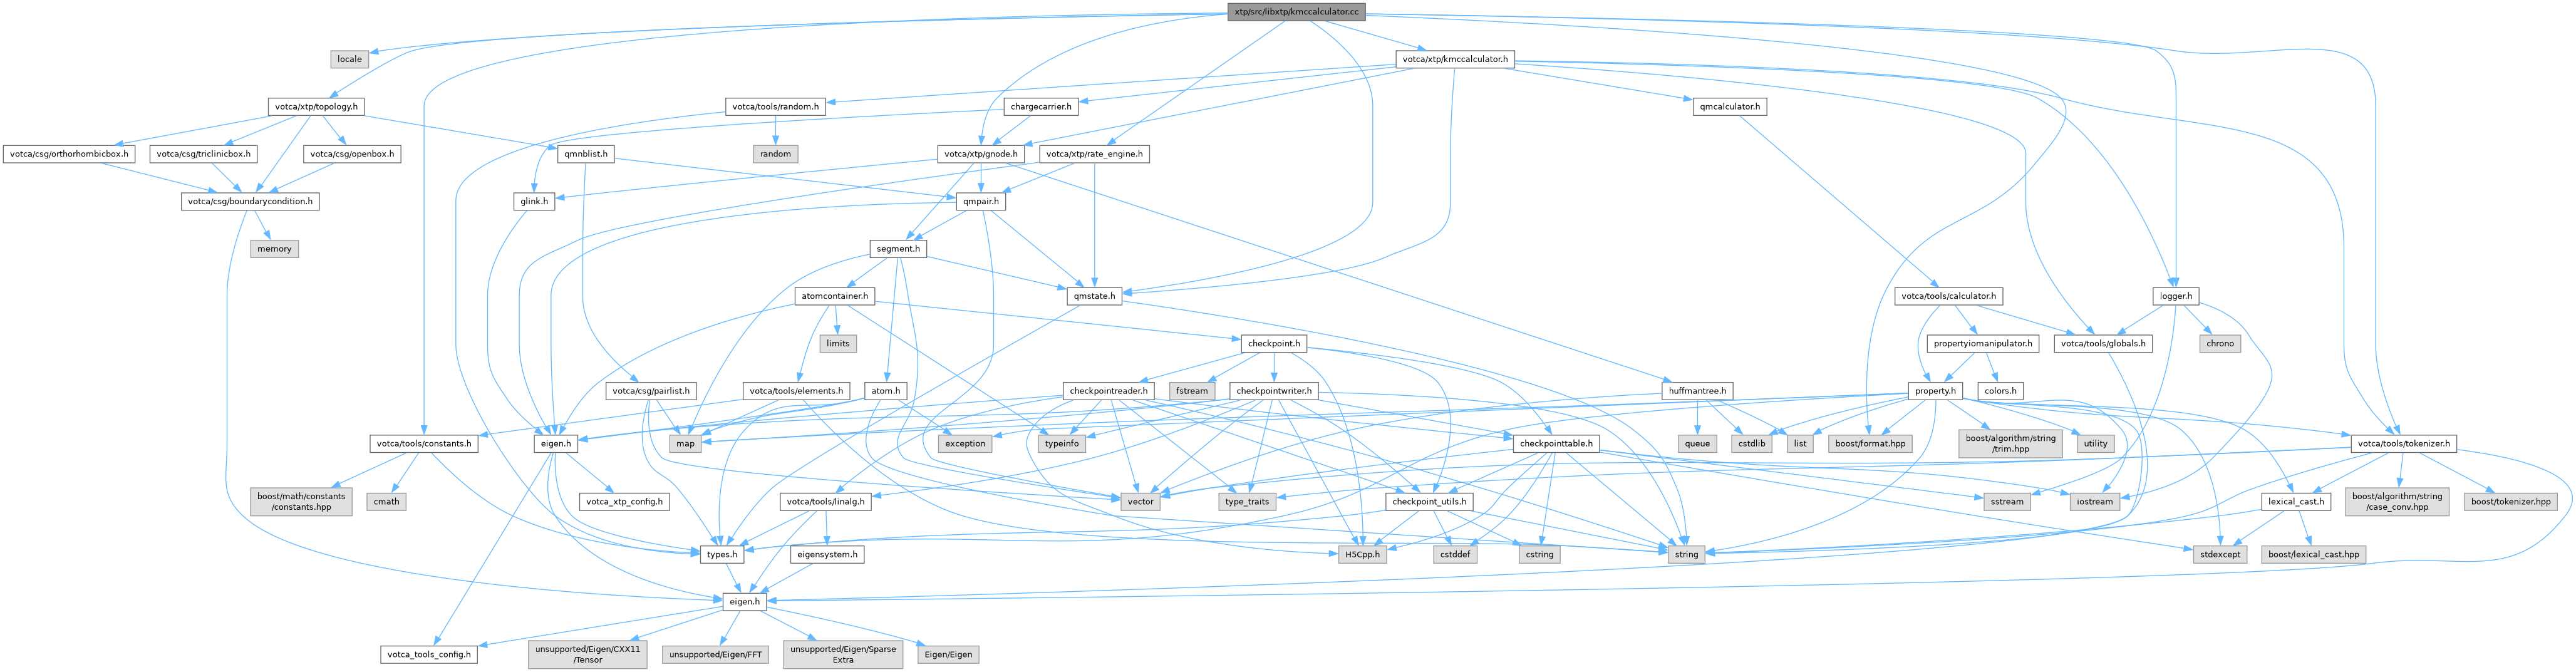 xtp/src/libxtp/kmccalculator.cc
locale
votca/xtp/kmccalculator.h
votca/xtp/topology.h
votca/tools/random.h
chargecarrier.h
qmcalculator.h
votca/csg/orthorhombicbox.h
votca/csg/triclinicbox.h
votca/csg/openbox.h
qmnblist.h
random
votca/xtp/gnode.h
votca/xtp/rate_engine.h
votca/csg/boundarycondition.h
glink.h
qmpair.h
memory
segment.h
atomcontainer.h
qmstate.h
votca/tools/calculator.h
logger.h
limits
checkpoint.h
propertyiomanipulator.h
votca/tools/globals.h
chrono
votca/csg/pairlist.h
votca/tools/elements.h
atom.h
checkpointreader.h
fstream
checkpointwriter.h
huffmantree.h
property.h
colors.h
votca/tools/constants.h
eigen.h
map
exception
typeinfo
checkpointtable.h
queue
cstdlib
list
boost/format.hpp
boost/algorithm/string
/trim.hpp
utility
votca/tools/tokenizer.h
boost/math/constants
/constants.hpp
cmath
votca_xtp_config.h
votca/tools/linalg.h
vector
type_traits
checkpoint_utils.h
sstream
iostream
lexical_cast.h
boost/algorithm/string
/case_conv.hpp
boost/tokenizer.hpp
types.h
eigensystem.h
H5Cpp.h
cstddef
cstring
string
stdexcept
boost/lexical_cast.hpp
eigen.h
votca_tools_config.h
unsupported/Eigen/CXX11
/Tensor
unsupported/Eigen/FFT
unsupported/Eigen/Sparse
Extra
Eigen/Eigen